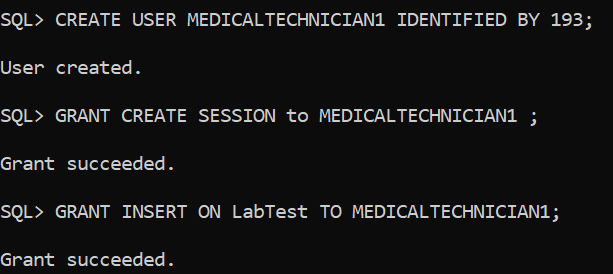 SQL> CREATE USER MEDICALTECHNICIAN1 IDENTIFIED BY 193;
User created.
SQL> GRANT CREATE SESSION to MEDICALTECHNICIAN1 ;
Grant succeeded.
SQL> GRANT INSERT ON LabTest TO MEDICALTECHNICIAN1;
Grant succeeded.